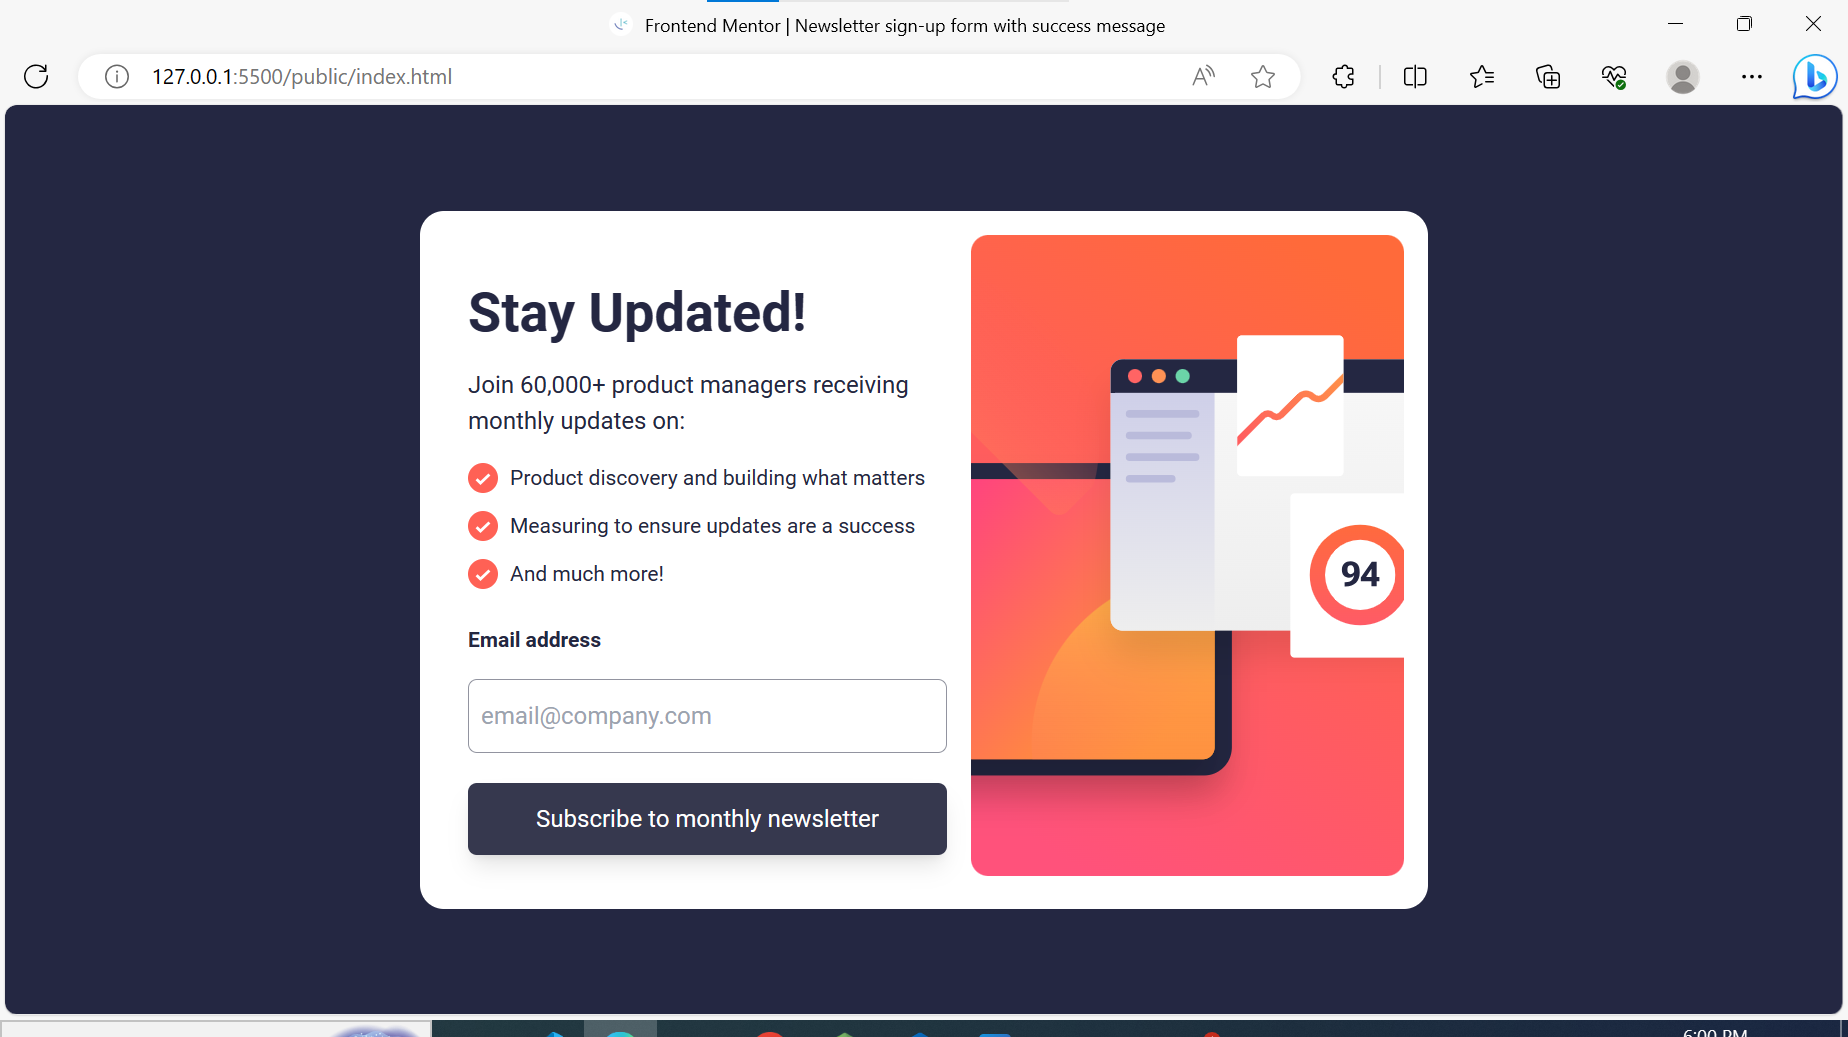 Frontend Mentor | Newsletter sign-up form with success message
127.0.0.1:5500/public/index.html
Stay Updated!
Join 60,000+ product managers receiving
monthly updates on:
Product discovery and building what matters
Measuring to ensure updates are a success
And much more!
Email address
email@company.com
Subscribe to monthly newsletter
94
6:00 PM